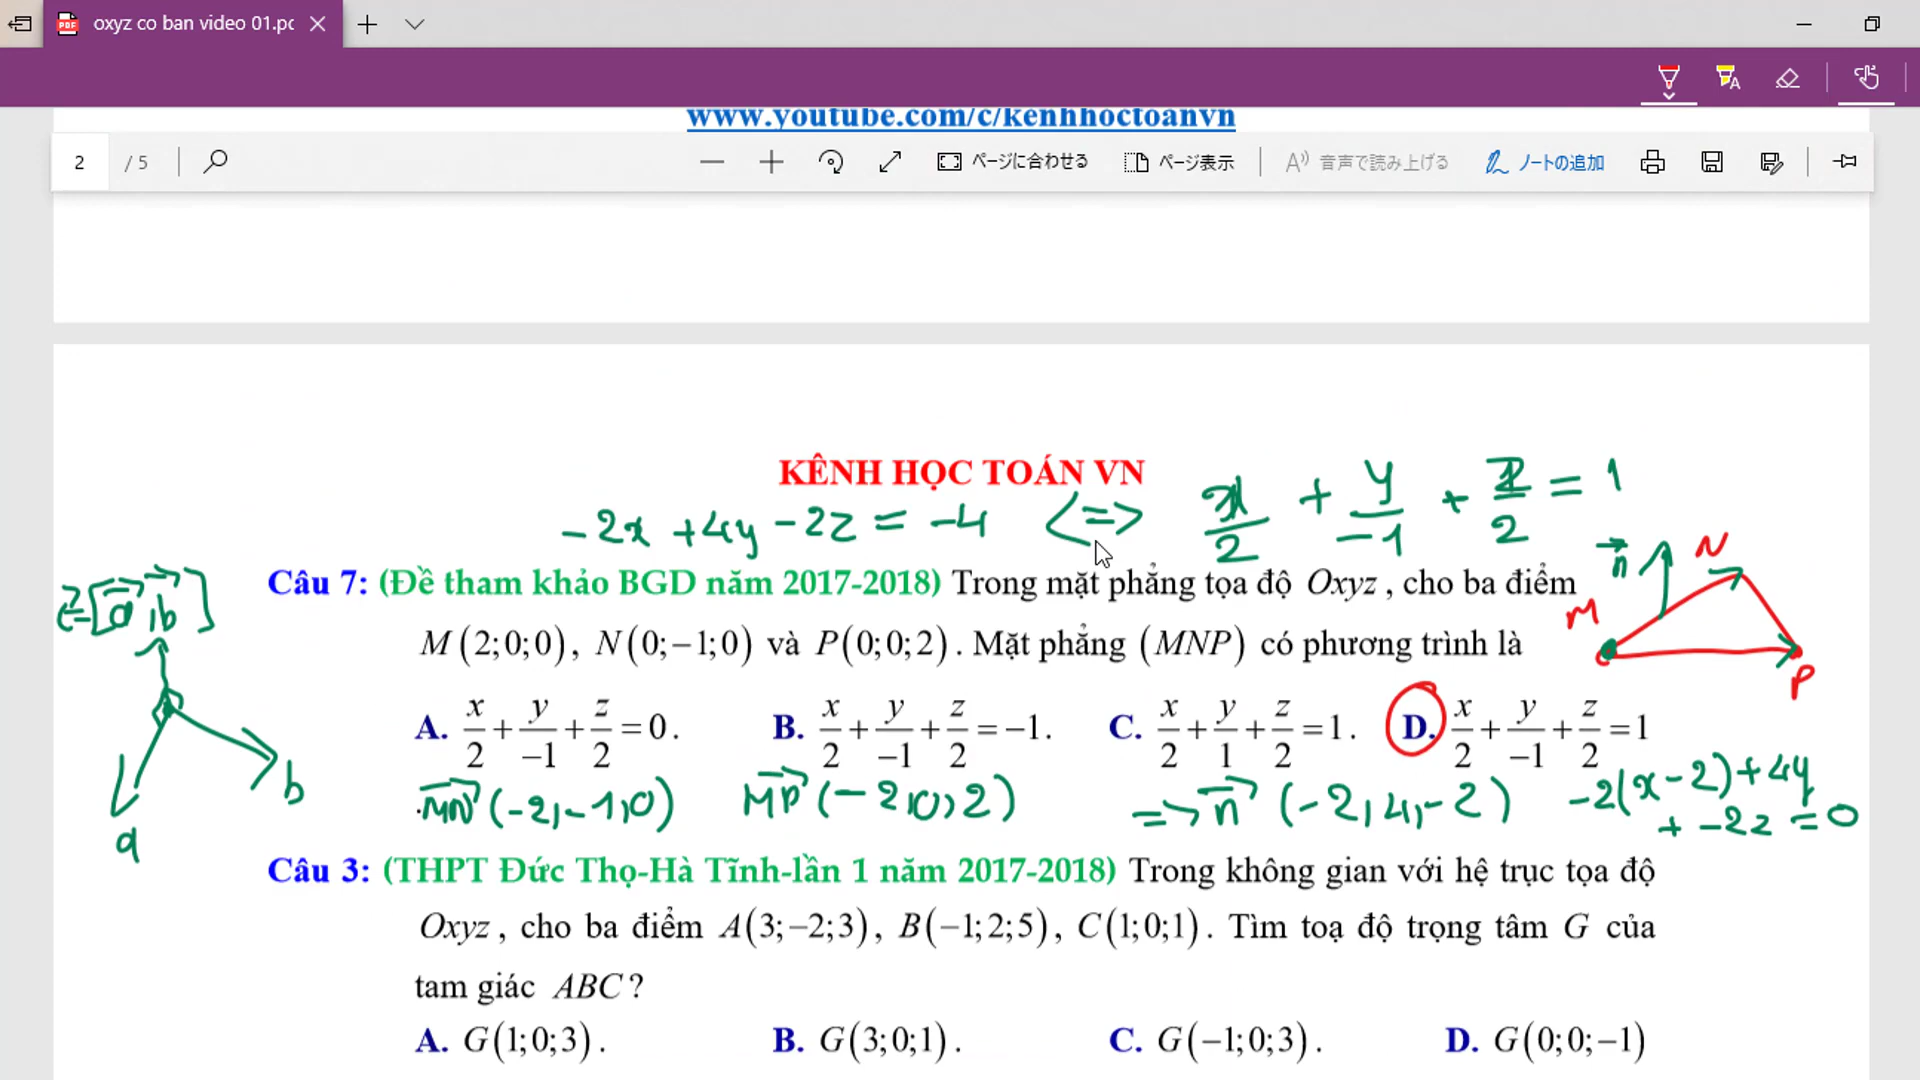 oxyz co ban video 01.pc
www.youtube.com/c/kenhhoctoanvn
2 / 5
ページに合わせる
ページ表示
音声で読み上げる
ノートの追加
KÊNH HỌC TOÁN VN
-2x + 4y - 2z = -4 <=> x/2 + y/-1 + z/2 = 1
Câu 7: (Đề tham khảo BGD năm 2017-2018) Trong mặt phẳng tọa độ Oxyz, cho ba điểm
M(2;0;0), N(0;−1;0) và P(0;0;2). Mặt phẳng (MNP) có phương trình là
A. x/2 + y/−1 + z/2 = 0. B. x/2 + y/−1 + z/2 = −1. C. x/2 + y/1 + z/2 = 1. D. x/2 + y/−1 + z/2 = 1
MN(-2,-1,0) MP(-2,0,2) => n(-2,4,-2) -2(x-2)+4y
+ -2z = 0
[a, b]
a
b
n
M
N
P
Câu 3: (THPT Đức Thọ-Hà Tĩnh-lần 1 năm 2017-2018) Trong không gian với hệ trục tọa độ
Oxyz, cho ba điểm A(3;−2;3), B(−1;2;5), C(1;0;1). Tìm toạ độ trọng tâm G của
tam giác ABC?
A. G(1;0;3). B. G(3;0;1). C. G(−1;0;3). D. G(0;0;−1)